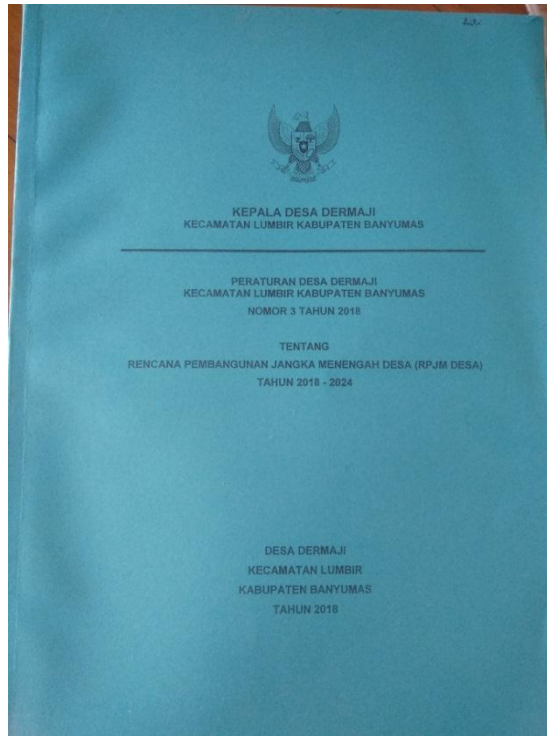 KEPALA DESA DERMAJI
KECAMATAN LUMBIR KABUPATEN BANYUMAS
PERATURAN DESA DERMAJI
KECAMATAN LUMBIR KABUPATEN BANYUMAS
NOMOR 3 TAHUN 2018
TENTANG
RENCANA PEMBANGUNAN JANGKA MENENGAH DESA (RPJM DESA)
TAHUN 2018 - 2024
DESA DERMAJI
KECAMATAN LUMBIR
KABUPATEN BANYUMAS
TAHUN 2018